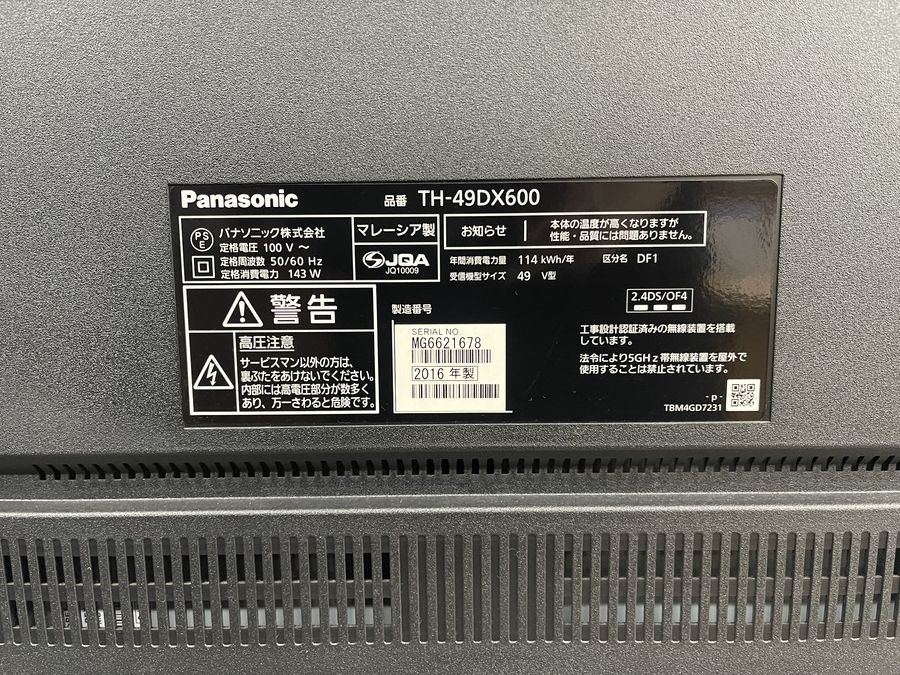 Panasonic
品番 TH-49DX600
PS
E
パナソニック株式会社
定格電圧 100 V ～
定格周波数 50/60 Hz
定格消費電力 143 W
マレーシア製
JQA
JQ10009
お知らせ
本体の温度が高くなりますが
性能・品質には問題ありません。
年間消費電力量 114 kWh/年 区分名 DF1
受信機型サイズ 49 V型
警告
高圧注意
サービスマン以外の方は、
裏ぶたをあけないでください。
内部には高電圧部分が数多く
あり、万一さわると危険です。
製造番号
SERIAL NO.
MG6621678
2016 年製
2.4DS/OF4
工事設計認証済みの無線装置を搭載
しています。
法令により5GHz帯無線装置を屋外で
使用することは禁止されています。
- p -
TBM4GD7231